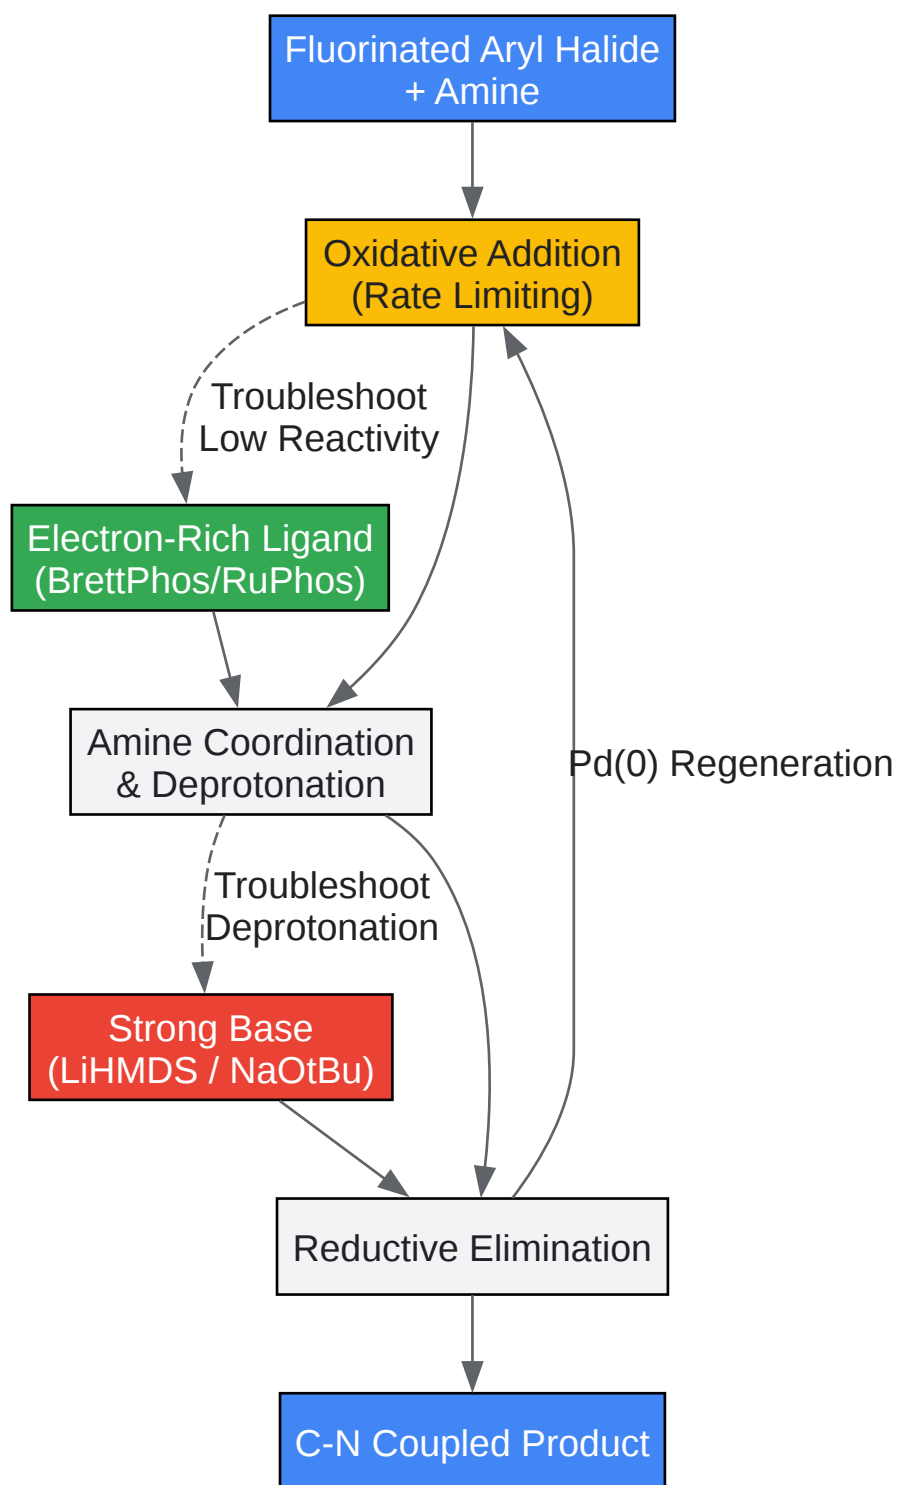 Fluorinated Aryl Halide
+ Amine
Oxidative Addition
(Rate Limiting)
Troubleshoot
Low Reactivity
Electron-Rich Ligand
(BrettPhos/RuPhos)
Amine Coordination
& Deprotonation
Pd(0) Regeneration
Troubleshoot
Deprotonation
Strong Base
(LiHMDS / NaOtBu)
Reductive Elimination
C-N Coupled Product